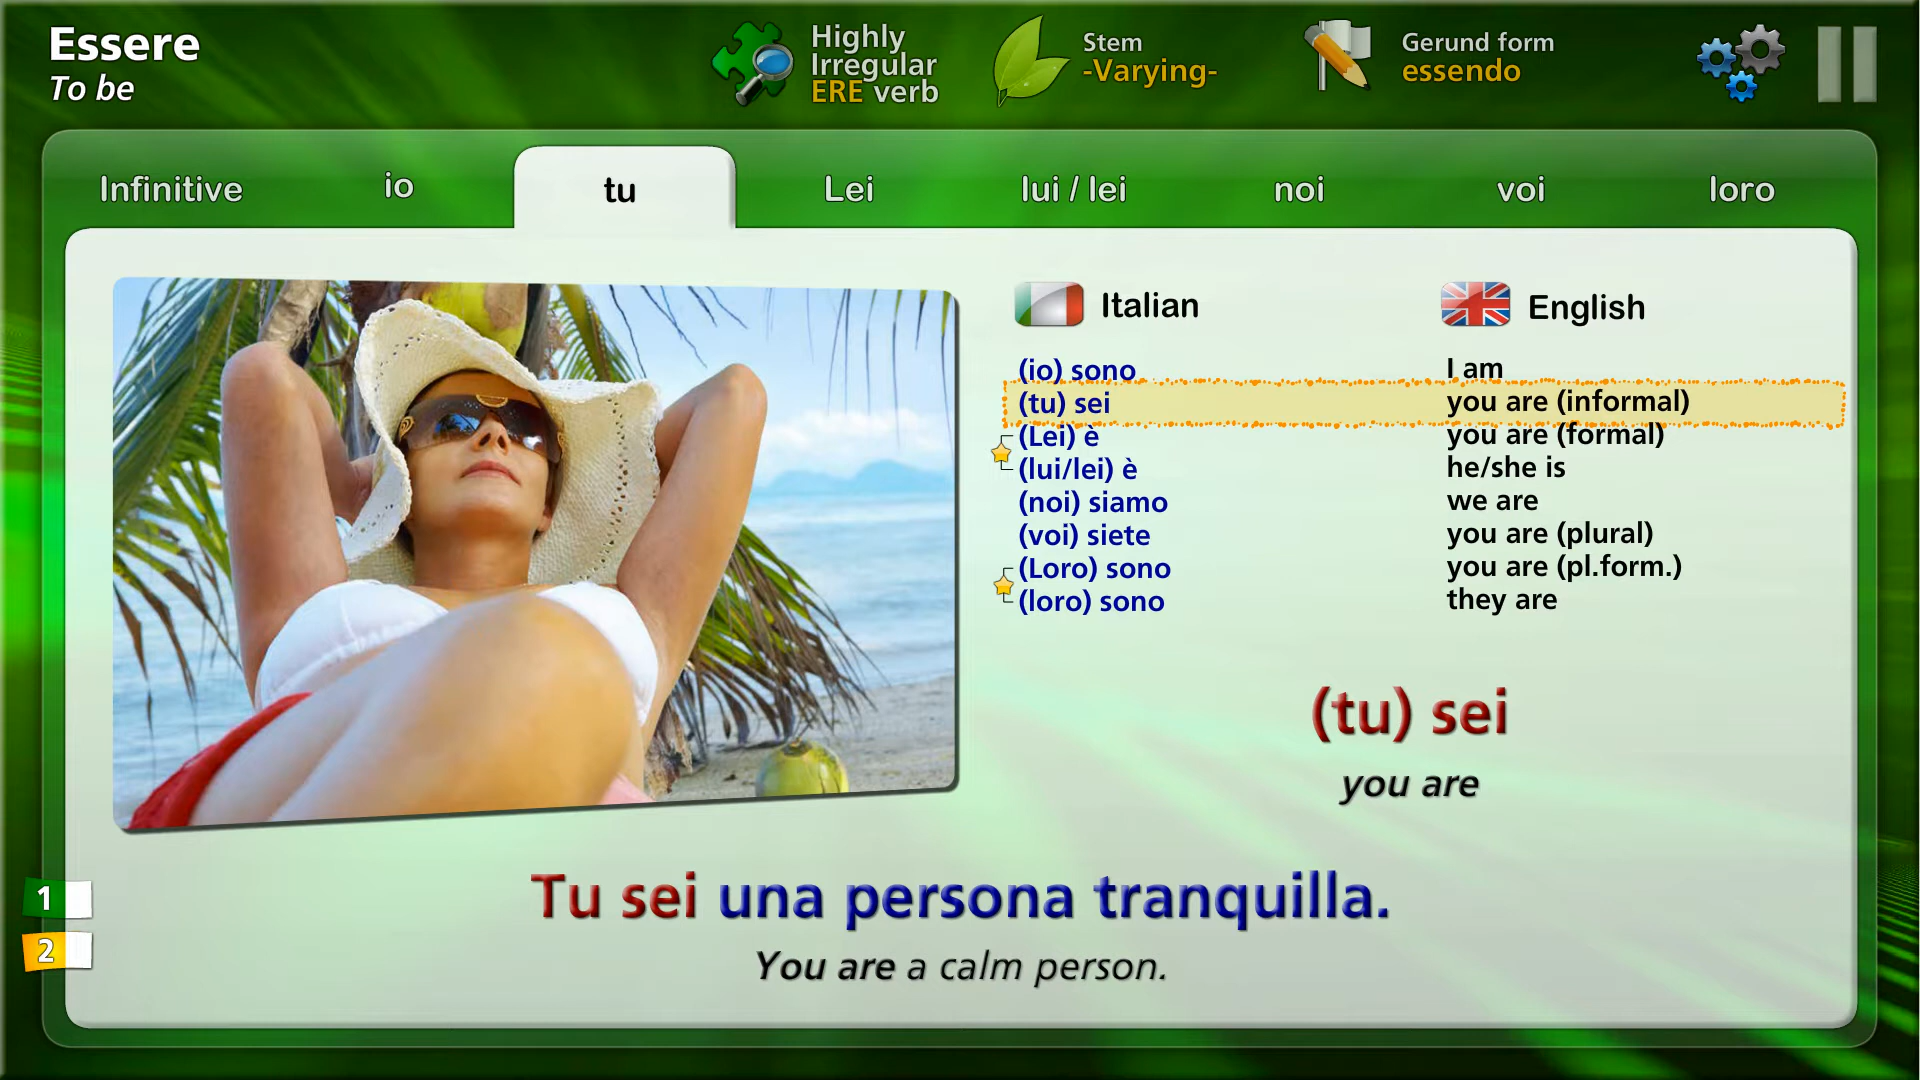 Essere
To be
Highly
Irregular
ERE verb
Stem
-Varying-
Gerund form
essendo
Infinitive
io
tu
Lei
lui / lei
noi
voi
loro
Italian
English
(io) sono
I am
(tu) sei
you are (informal)
(Lei) è
you are (formal)
(lui/lei) è
he/she is
(noi) siamo
we are
(voi) siete
you are (plural)
(Loro) sono
you are (pl.form.)
(loro) sono
they are
(tu) sei
you are
1
2
Tu sei una persona tranquilla.
You are a calm person.